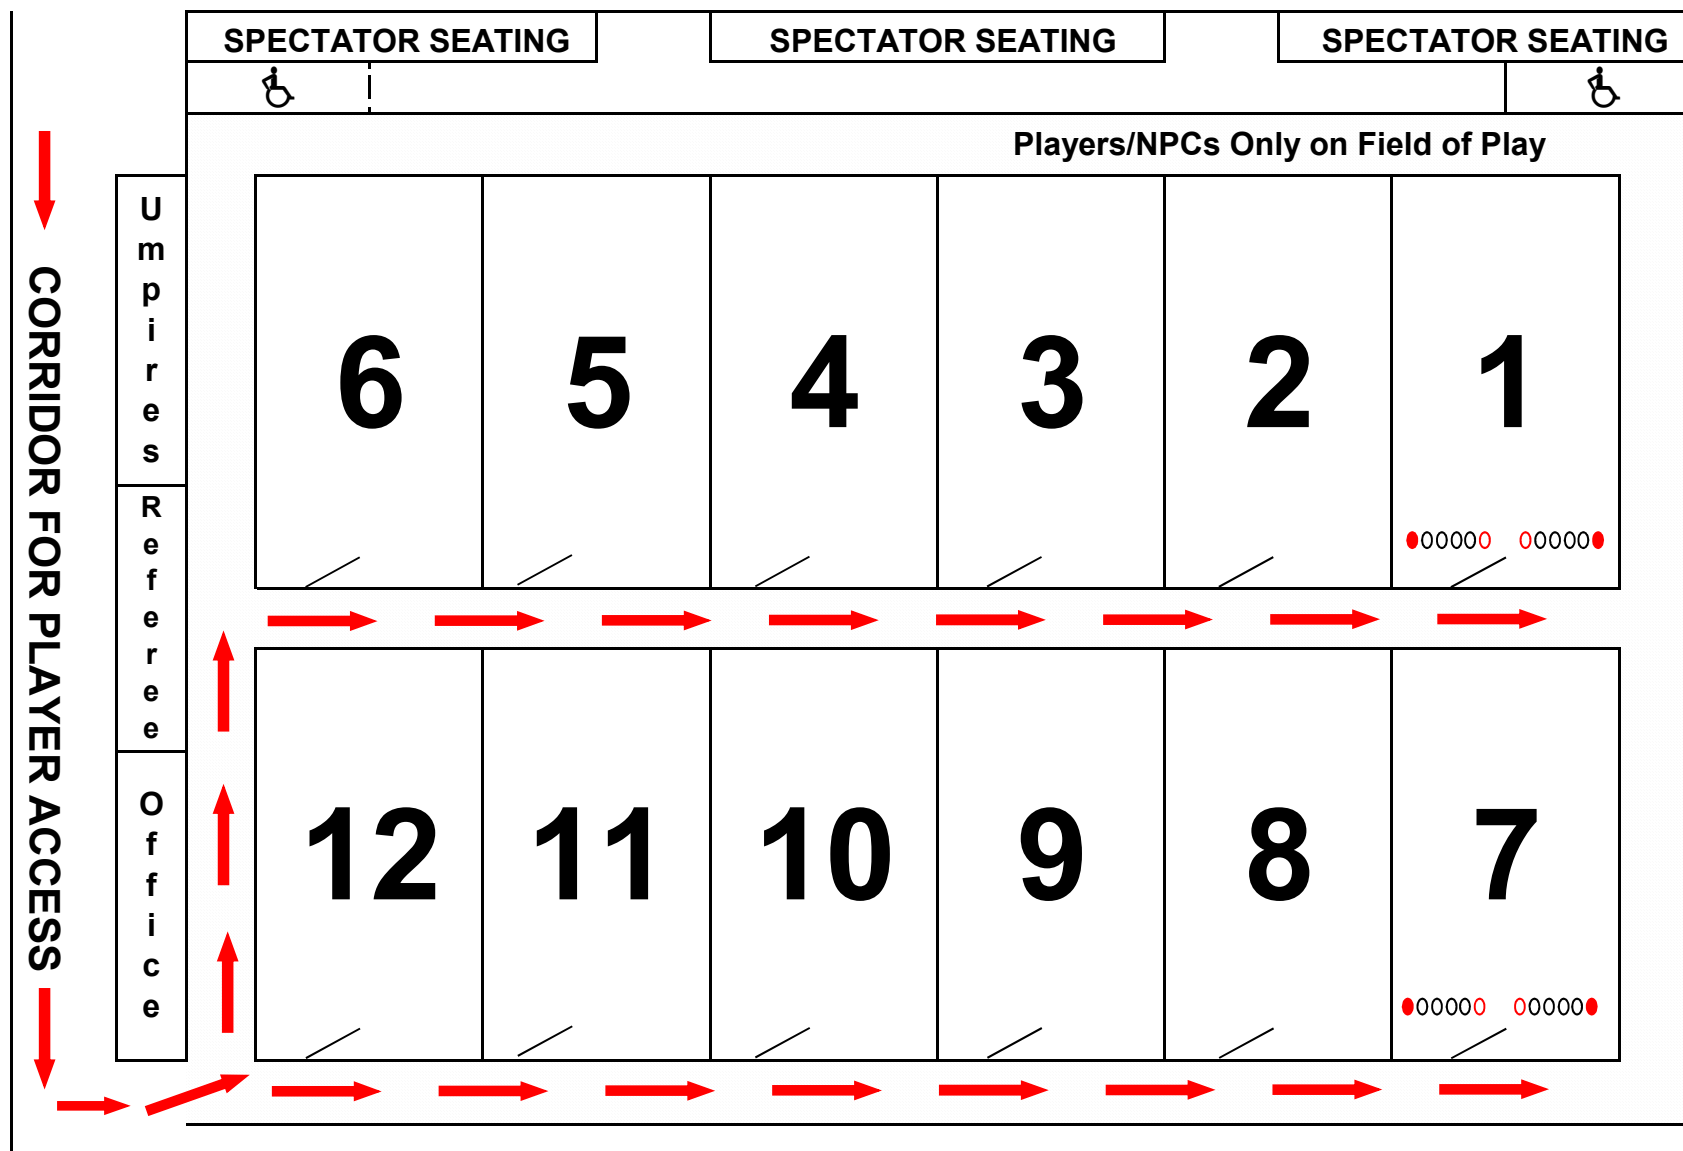 SPECTATOR SEATING
SPECTATOR SEATING
SPECTATOR SEATING
Players/NPCs Only on Field of Play
CORRIDOR FOR PLAYER ACCESS
Umpires
Referee
Office
6
5
4
3
2
1
12
11
10
9
8
7